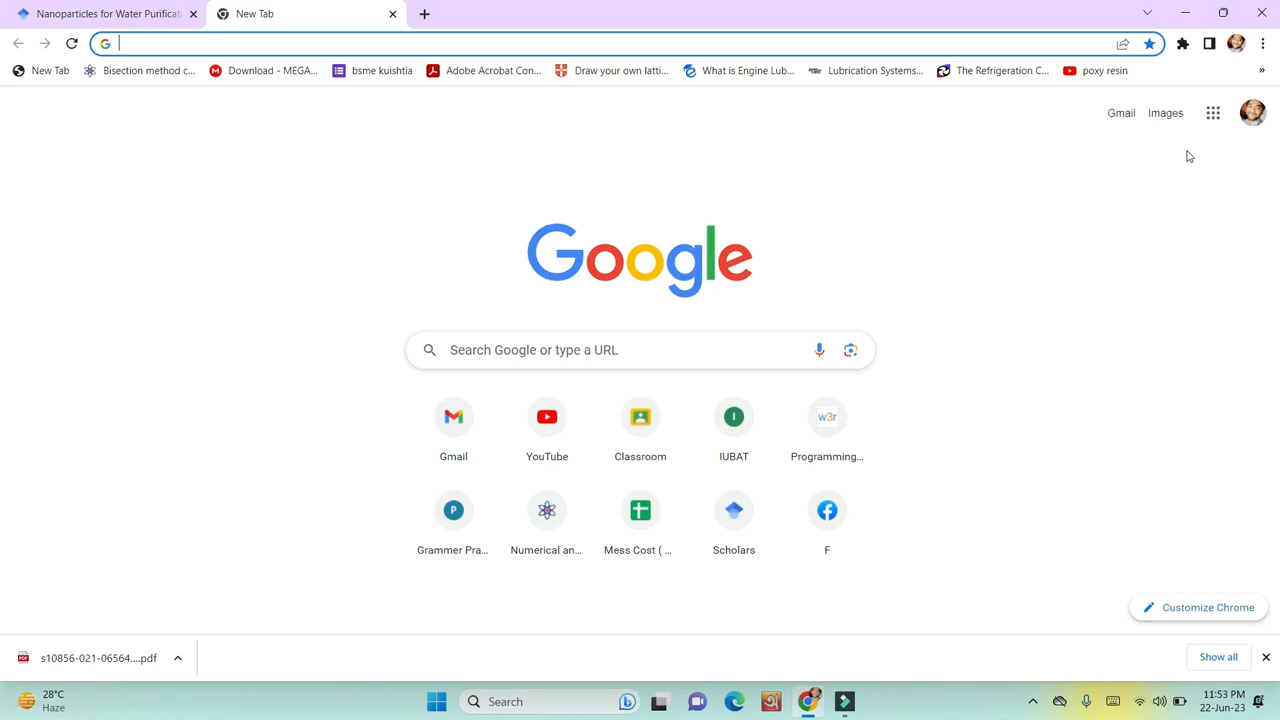 Nanoparticles for Water Purificat
New Tab
New Tab
Bisection method c...
Download - MEGA...
bsma kuishtia
Adobe Acrobat Con...
Draw your own latti...
What is Engine Lub...
Lubrication Systems...
The Refrigeration C...
poxy resin
»
Gmail
Images
Google
Search Google or type a URL
Gmail
YouTube
Classroom
I
IUBAT
w3r
Programming...
P
Grammer Pra...
Numerical an...
Mess Cost ( ...
Scholars
F
Customize Chrome
s10856-021-06564....pdf
Show all
28°C
Haze
Search
11:53 PM
22-Jun-23